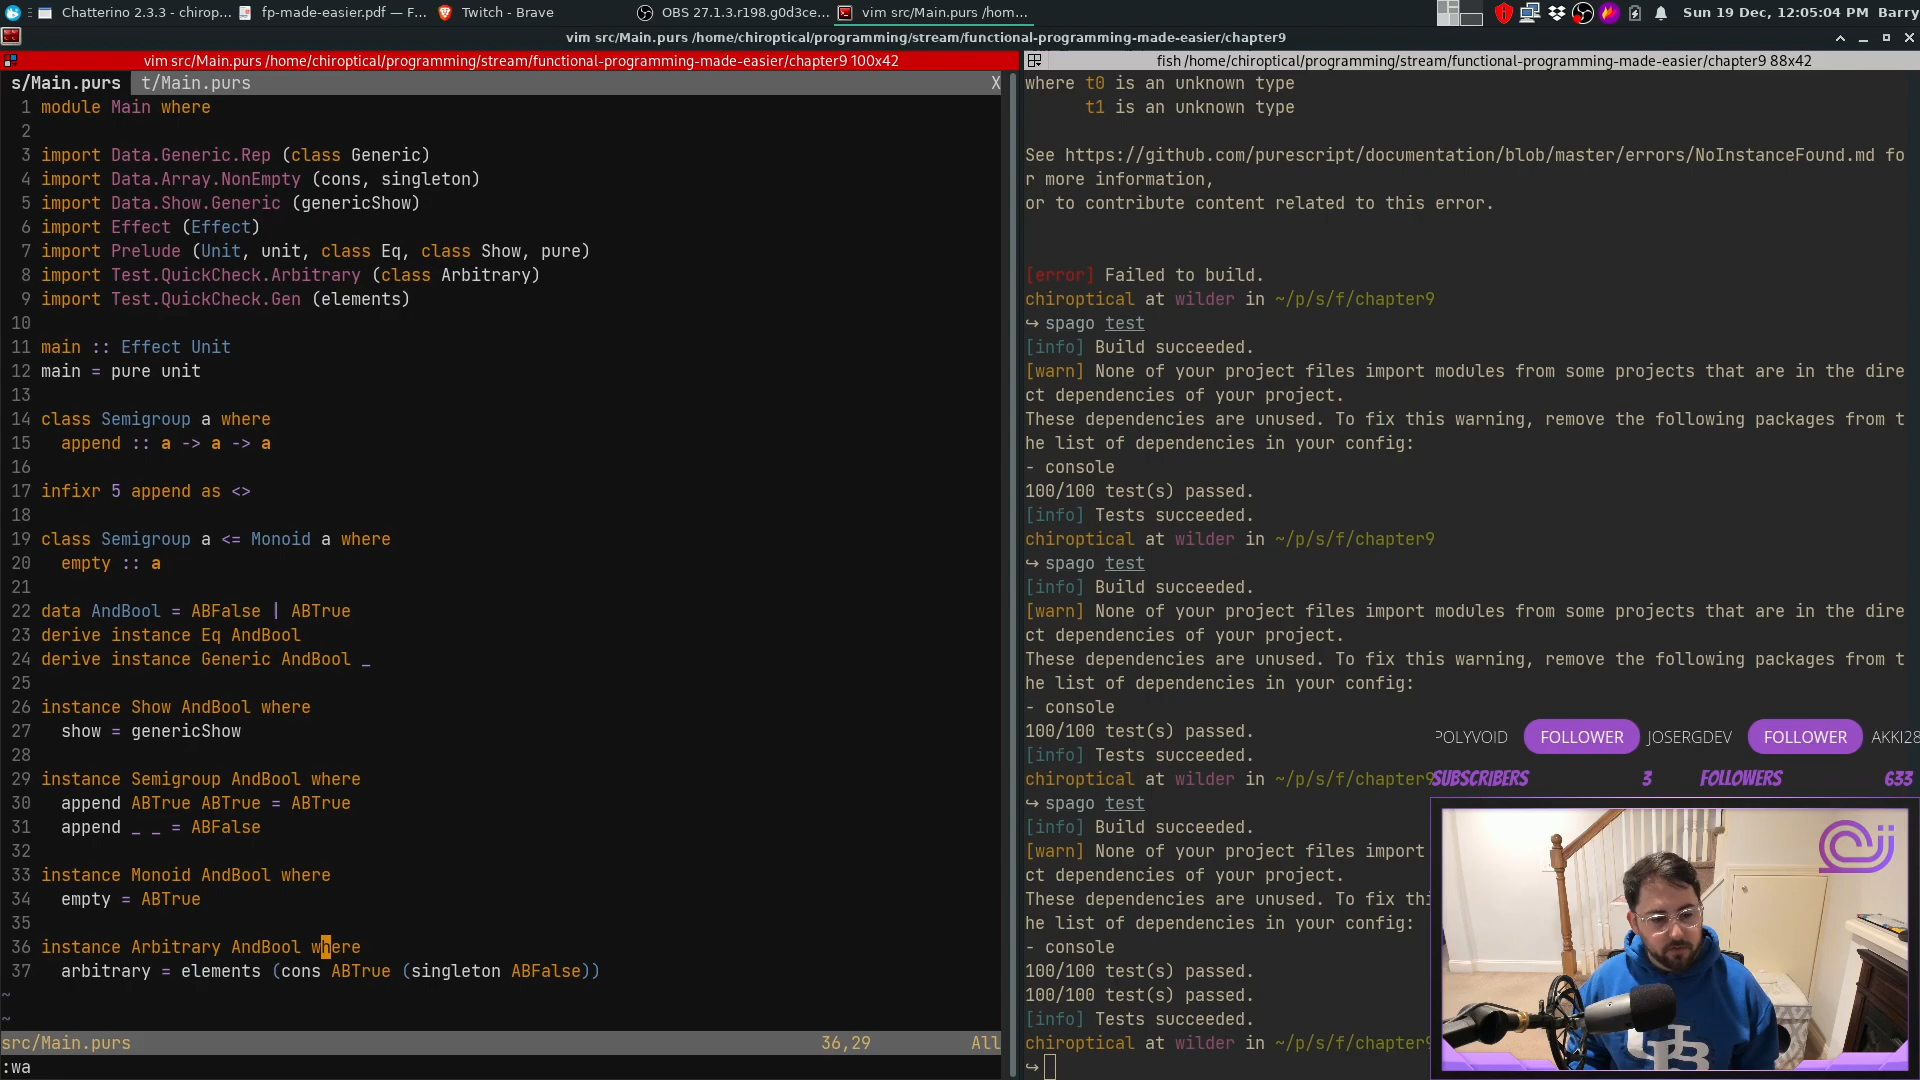 Chatterino 2.3.3 - chirop... fp-made-easier.pdf — F... Twitch - Brave OBS 27.1.3.r198.g0d3ce... vim src/Main.purs /hom... Sun 19 Dec, 12:05:04 PM Barry
vim src/Main.purs /home/chiroptical/programming/stream/functional-programming-made-easier/chapter9
vim src/Main.purs /home/chiroptical/programming/stream/functional-programming-made-easier/chapter9 100x42
s/Main.purs t/Main.purs X
1 module Main where
2
3 import Data.Generic.Rep (class Generic)
4 import Data.Array.NonEmpty (cons, singleton)
5 import Data.Show.Generic (genericShow)
6 import Effect (Effect)
7 import Prelude (Unit, unit, class Eq, class Show, pure)
8 import Test.QuickCheck.Arbitrary (class Arbitrary)
9 import Test.QuickCheck.Gen (elements)
10
11 main :: Effect Unit
12 main = pure unit
13
14 class Semigroup a where
15   append :: a -> a -> a
16
17 infixr 5 append as <>
18
19 class Semigroup a <= Monoid a where
20   empty :: a
21
22 data AndBool = ABFalse | ABTrue
23 derive instance Eq AndBool
24 derive instance Generic AndBool _
25
26 instance Show AndBool where
27   show = genericShow
28
29 instance Semigroup AndBool where
30   append ABTrue ABTrue = ABTrue
31   append _ _ = ABFalse
32
33 instance Monoid AndBool where
34   empty = ABTrue
35
36 instance Arbitrary AndBool where
37   arbitrary = elements (cons ABTrue (singleton ABFalse))
~
~
src/Main.purs 36,29 All
:wa
fish /home/chiroptical/programming/stream/functional-programming-made-easier/chapter9 88x42
where t0 is an unknown type
      t1 is an unknown type
See https://github.com/purescript/documentation/blob/master/errors/NoInstanceFound.md fo
r more information,
or to contribute content related to this error.
[error] Failed to build.
chiroptical at wilder in ~/p/s/f/chapter9
↪ spago test
[info] Build succeeded.
[warn] None of your project files import modules from some projects that are in the dire
ct dependencies of your project.
These dependencies are unused. To fix this warning, remove the following packages from t
he list of dependencies in your config:
- console
100/100 test(s) passed.
[info] Tests succeeded.
chiroptical at wilder in ~/p/s/f/chapter9
↪ spago test
[info] Build succeeded.
[warn] None of your project files import modules from some projects that are in the dire
ct dependencies of your project.
These dependencies are unused. To fix this warning, remove the following packages from t
he list of dependencies in your config:
- console
100/100 test(s) passed.
[info] Tests succeeded.
chiroptical at wilder in ~/p/s/f/chapter9
↪ spago test
[info] Build succeeded.
[warn] None of your project files import
ct dependencies of your project.
These dependencies are unused. To fix thi
he list of dependencies in your config:
- console
100/100 test(s) passed.
100/100 test(s) passed.
[info] Tests succeeded.
chiroptical at wilder in ~/p/s/f/chapter9
↪
POLYVOID FOLLOWER JOSERGDEV FOLLOWER AKKI28
SUBSCRIBERS 3 FOLLOWERS 633